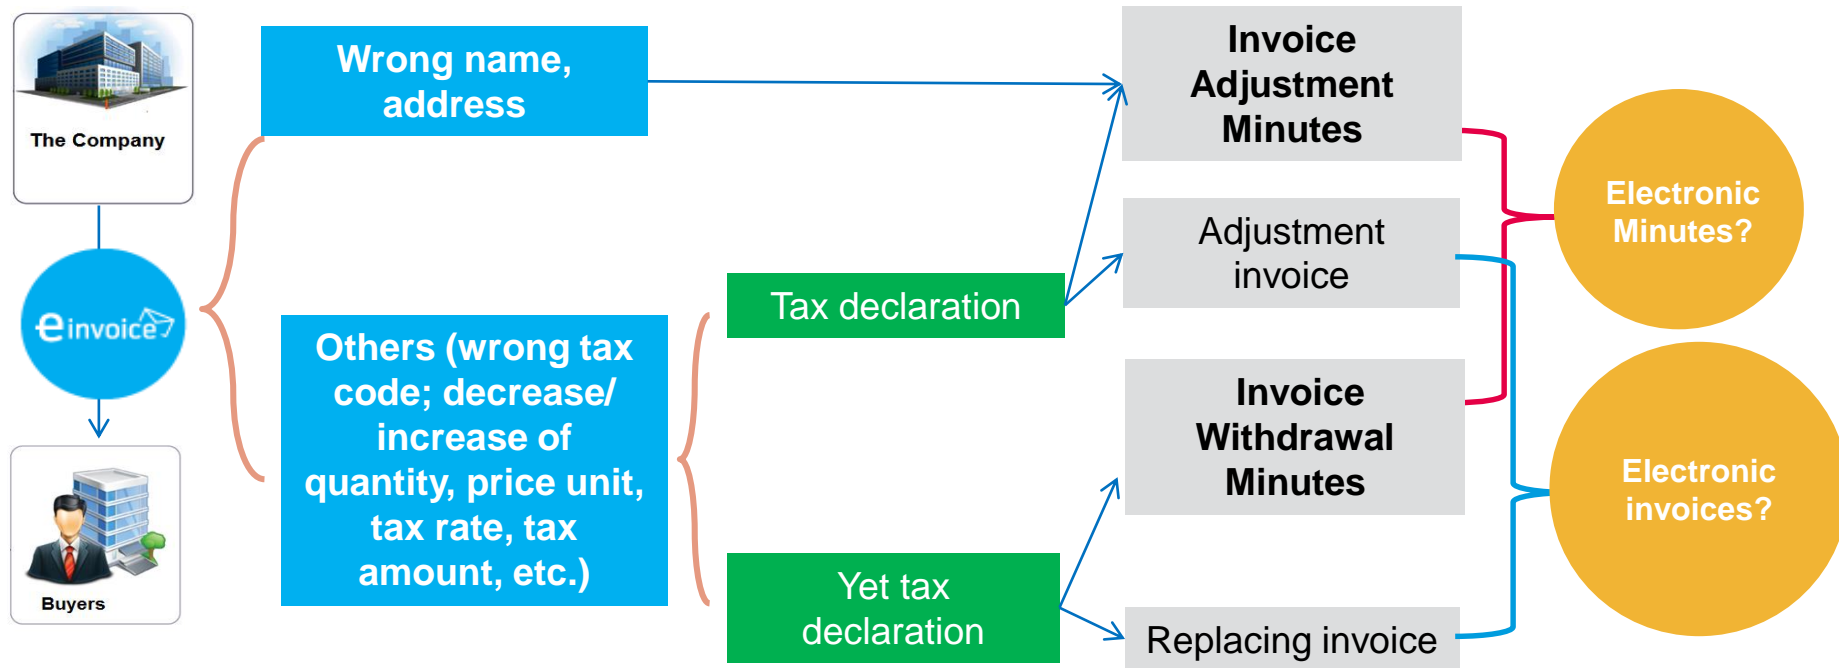 The Company
einvoice
Buyers
Wrong name,
address
Others (wrong tax
code; decrease/
increase of
quantity, price unit,
tax rate, tax
amount, etc.)
Tax declaration
Yet tax
declaration
Invoice
Adjustment
Minutes
Adjustment
invoice
Invoice
Withdrawal
Minutes
Replacing invoice
Electronic
Minutes?
Electronic
invoices?